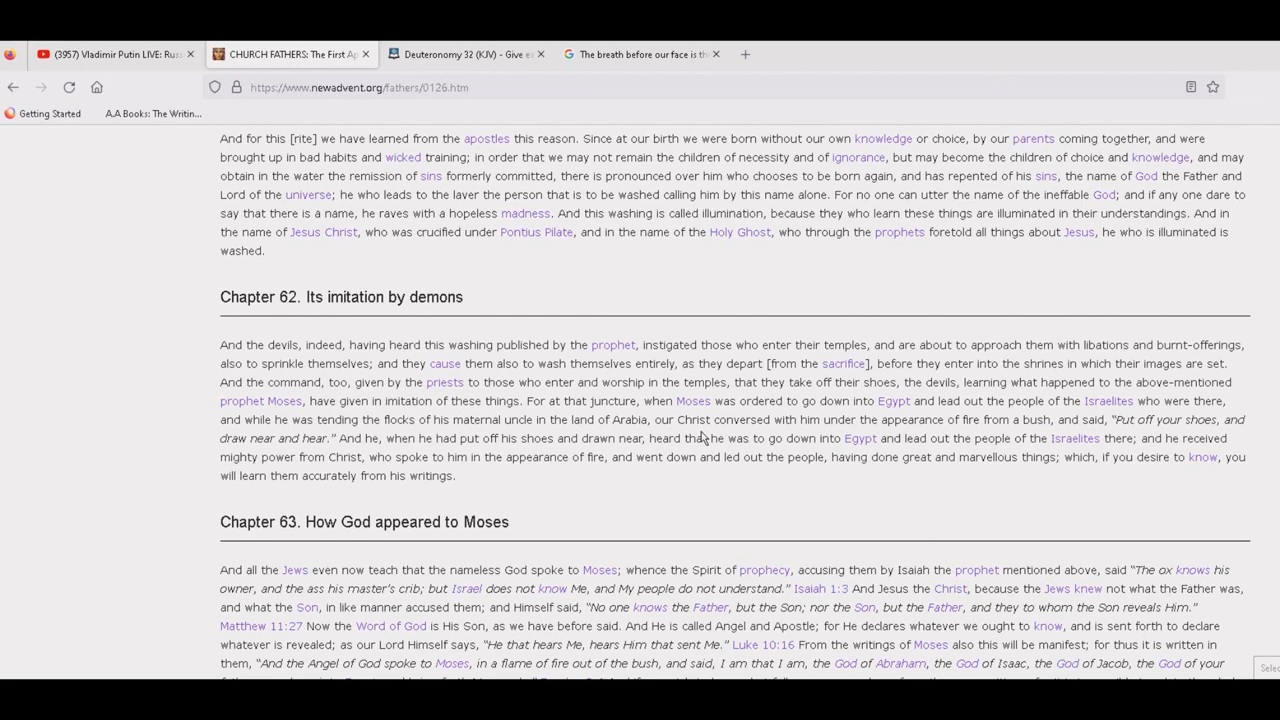 (3957) Vladimir Putin LIVE: Russ
CHURCH FATHERS: The First Ap
Deuteronomy 32 (KJV) - Give ea
The breath before our face is th
https://www.newadvent.org/fathers/0126.htm
Getting Started
A.A Books: The Writin...
And for this [rite] we have learned from the apostles this reason. Since at our birth we were born without our own knowledge or choice, by our parents coming together, and were
brought up in bad habits and wicked training; in order that we may not remain the children of necessity and of ignorance, but may become the children of choice and knowledge, and may
obtain in the water the remission of sins formerly committed, there is pronounced over him who chooses to be born again, and has repented of his sins, the name of God the Father and
Lord of the universe; he who leads to the laver the person that is to be washed calling him by this name alone. For no one can utter the name of the ineffable God; and if any one dare to
say that there is a name, he raves with a hopeless madness. And this washing is called illumination, because they who learn these things are illuminated in their understandings. And in
the name of Jesus Christ, who was crucified under Pontius Pilate, and in the name of the Holy Ghost, who through the prophets foretold all things about Jesus, he who is illuminated is
washed.
Chapter 62. Its imitation by demons
And the devils, indeed, having heard this washing published by the prophet, instigated those who enter their temples, and are about to approach them with libations and burnt-offerings,
also to sprinkle themselves; and they cause them also to wash themselves entirely, as they depart [from the sacrifice], before they enter into the shrines in which their images are set.
And the command, too, given by the priests to those who enter and worship in the temples, that they take off their shoes, the devils, learning what happened to the above-mentioned
prophet Moses, have given in imitation of these things. For at that juncture, when Moses was ordered to go down into Egypt and lead out the people of the Israelites who were there,
and while he was tending the flocks of his maternal uncle in the land of Arabia, our Christ conversed with him under the appearance of fire from a bush, and said, "Put off your shoes, and
draw near and hear." And he, when he had put off his shoes and drawn near, heard that he was to go down into Egypt and lead out the people of the Israelites there; and he received
mighty power from Christ, who spoke to him in the appearance of fire, and went down and led out the people, having done great and marvellous things; which, if you desire to know, you
will learn them accurately from his writings.
Chapter 63. How God appeared to Moses
And all the Jews even now teach that the nameless God spoke to Moses; whence the Spirit of prophecy, accusing them by Isaiah the prophet mentioned above, said "The ox knows his
owner, and the ass his master's crib; but Israel does not know Me, and My people do not understand." Isaiah 1:3 And Jesus the Christ, because the Jews knew not what the Father was,
and what the Son, in like manner accused them; and Himself said, "No one knows the Father, but the Son; nor the Son, but the Father, and they to whom the Son reveals Him."
Matthew 11:27 Now the Word of God is His Son, as we have before said. And He is called Angel and Apostle; for He declares whatever we ought to know, and is sent forth to declare
whatever is revealed; as our Lord Himself says, "He that hears Me, hears Him that sent Me." Luke 10:16 From the writings of Moses also this will be manifest; for thus it is written in
them, "And the Angel of God spoke to Moses, in a flame of fire out of the bush, and said, I am that I am, the God of Abraham, the God of Isaac, the God of Jacob, the God of your
Selec